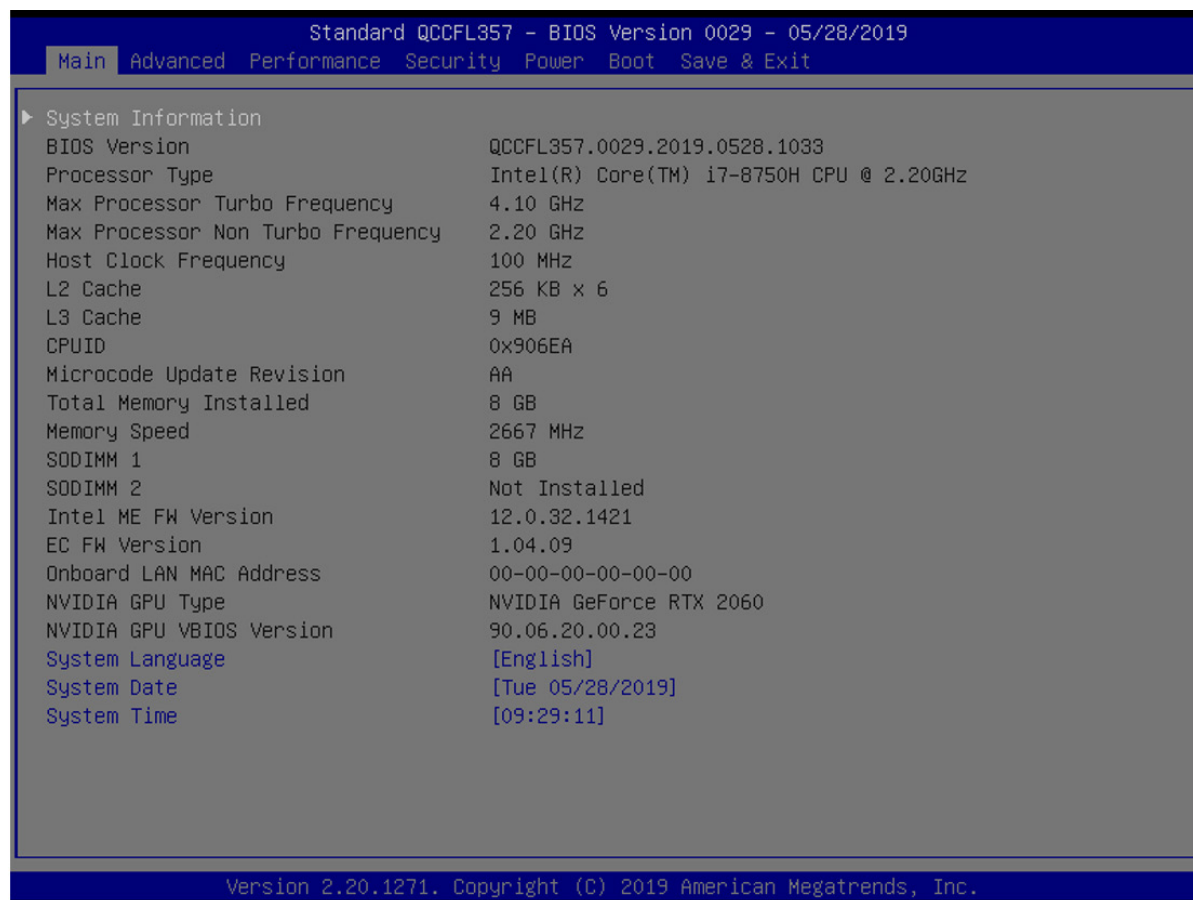 Standard QCCFL357 – BIOS Version 0029 – 05/28/2019
Main Advanced Performance Security Power Boot Save & Exit
System Information
BIOS Version QCCFL357.0029.2019.0528.1033
Processor Type Intel(R) Core(TM) i7-8750H CPU @ 2.20GHz
Max Processor Turbo Frequency 4.10 GHz
Max Processor Non Turbo Frequency 2.20 GHz
Host Clock Frequency 100 MHz
L2 Cache 256 KB x 6
L3 Cache 9 MB
CPUID 0x906EA
Microcode Update Revision AA
Total Memory Installed 8 GB
Memory Speed 2667 MHz
SODIMM 1 8 GB
SODIMM 2 Not Installed
Intel ME FW Version 12.0.32.1421
EC FW Version 1.04.09
Onboard LAN MAC Address 00-00-00-00-00-00
NVIDIA GPU Type NVIDIA GeForce RTX 2060
NVIDIA GPU VBIOS Version 90.06.20.00.23
System Language [English]
System Date [Tue 05/28/2019]
System Time [09:29:11]
Version 2.20.1271. Copyright (C) 2019 American Megatrends, Inc.